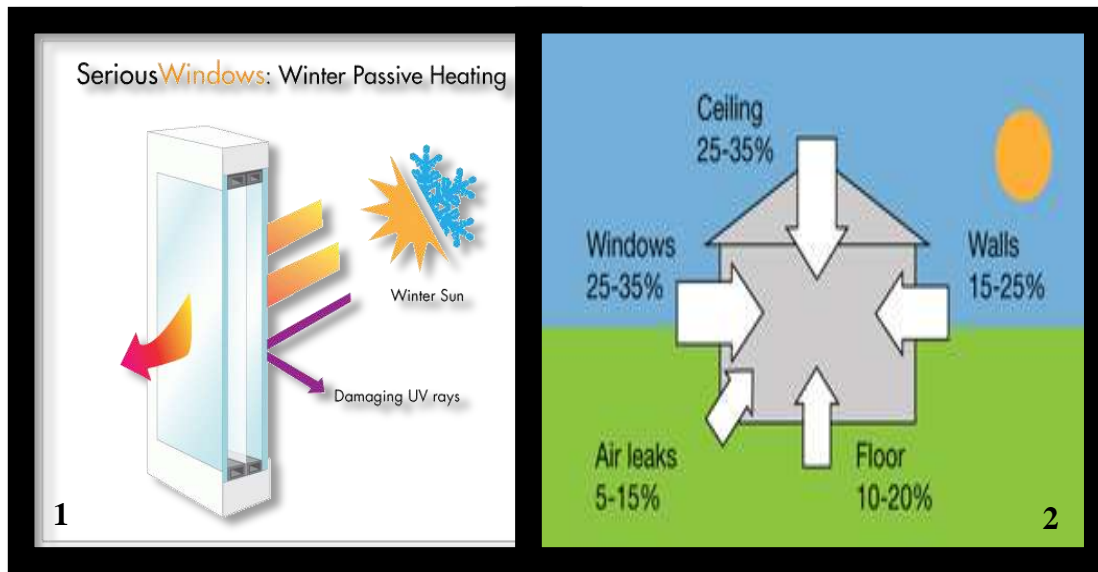 SeriousWindows: Winter Passive Heating
Winter Sun
Damaging UV rays
1
Ceiling
25-35%
Windows
25-35%
Walls
15-25%
Air leaks
5-15%
Floor
10-20%
2